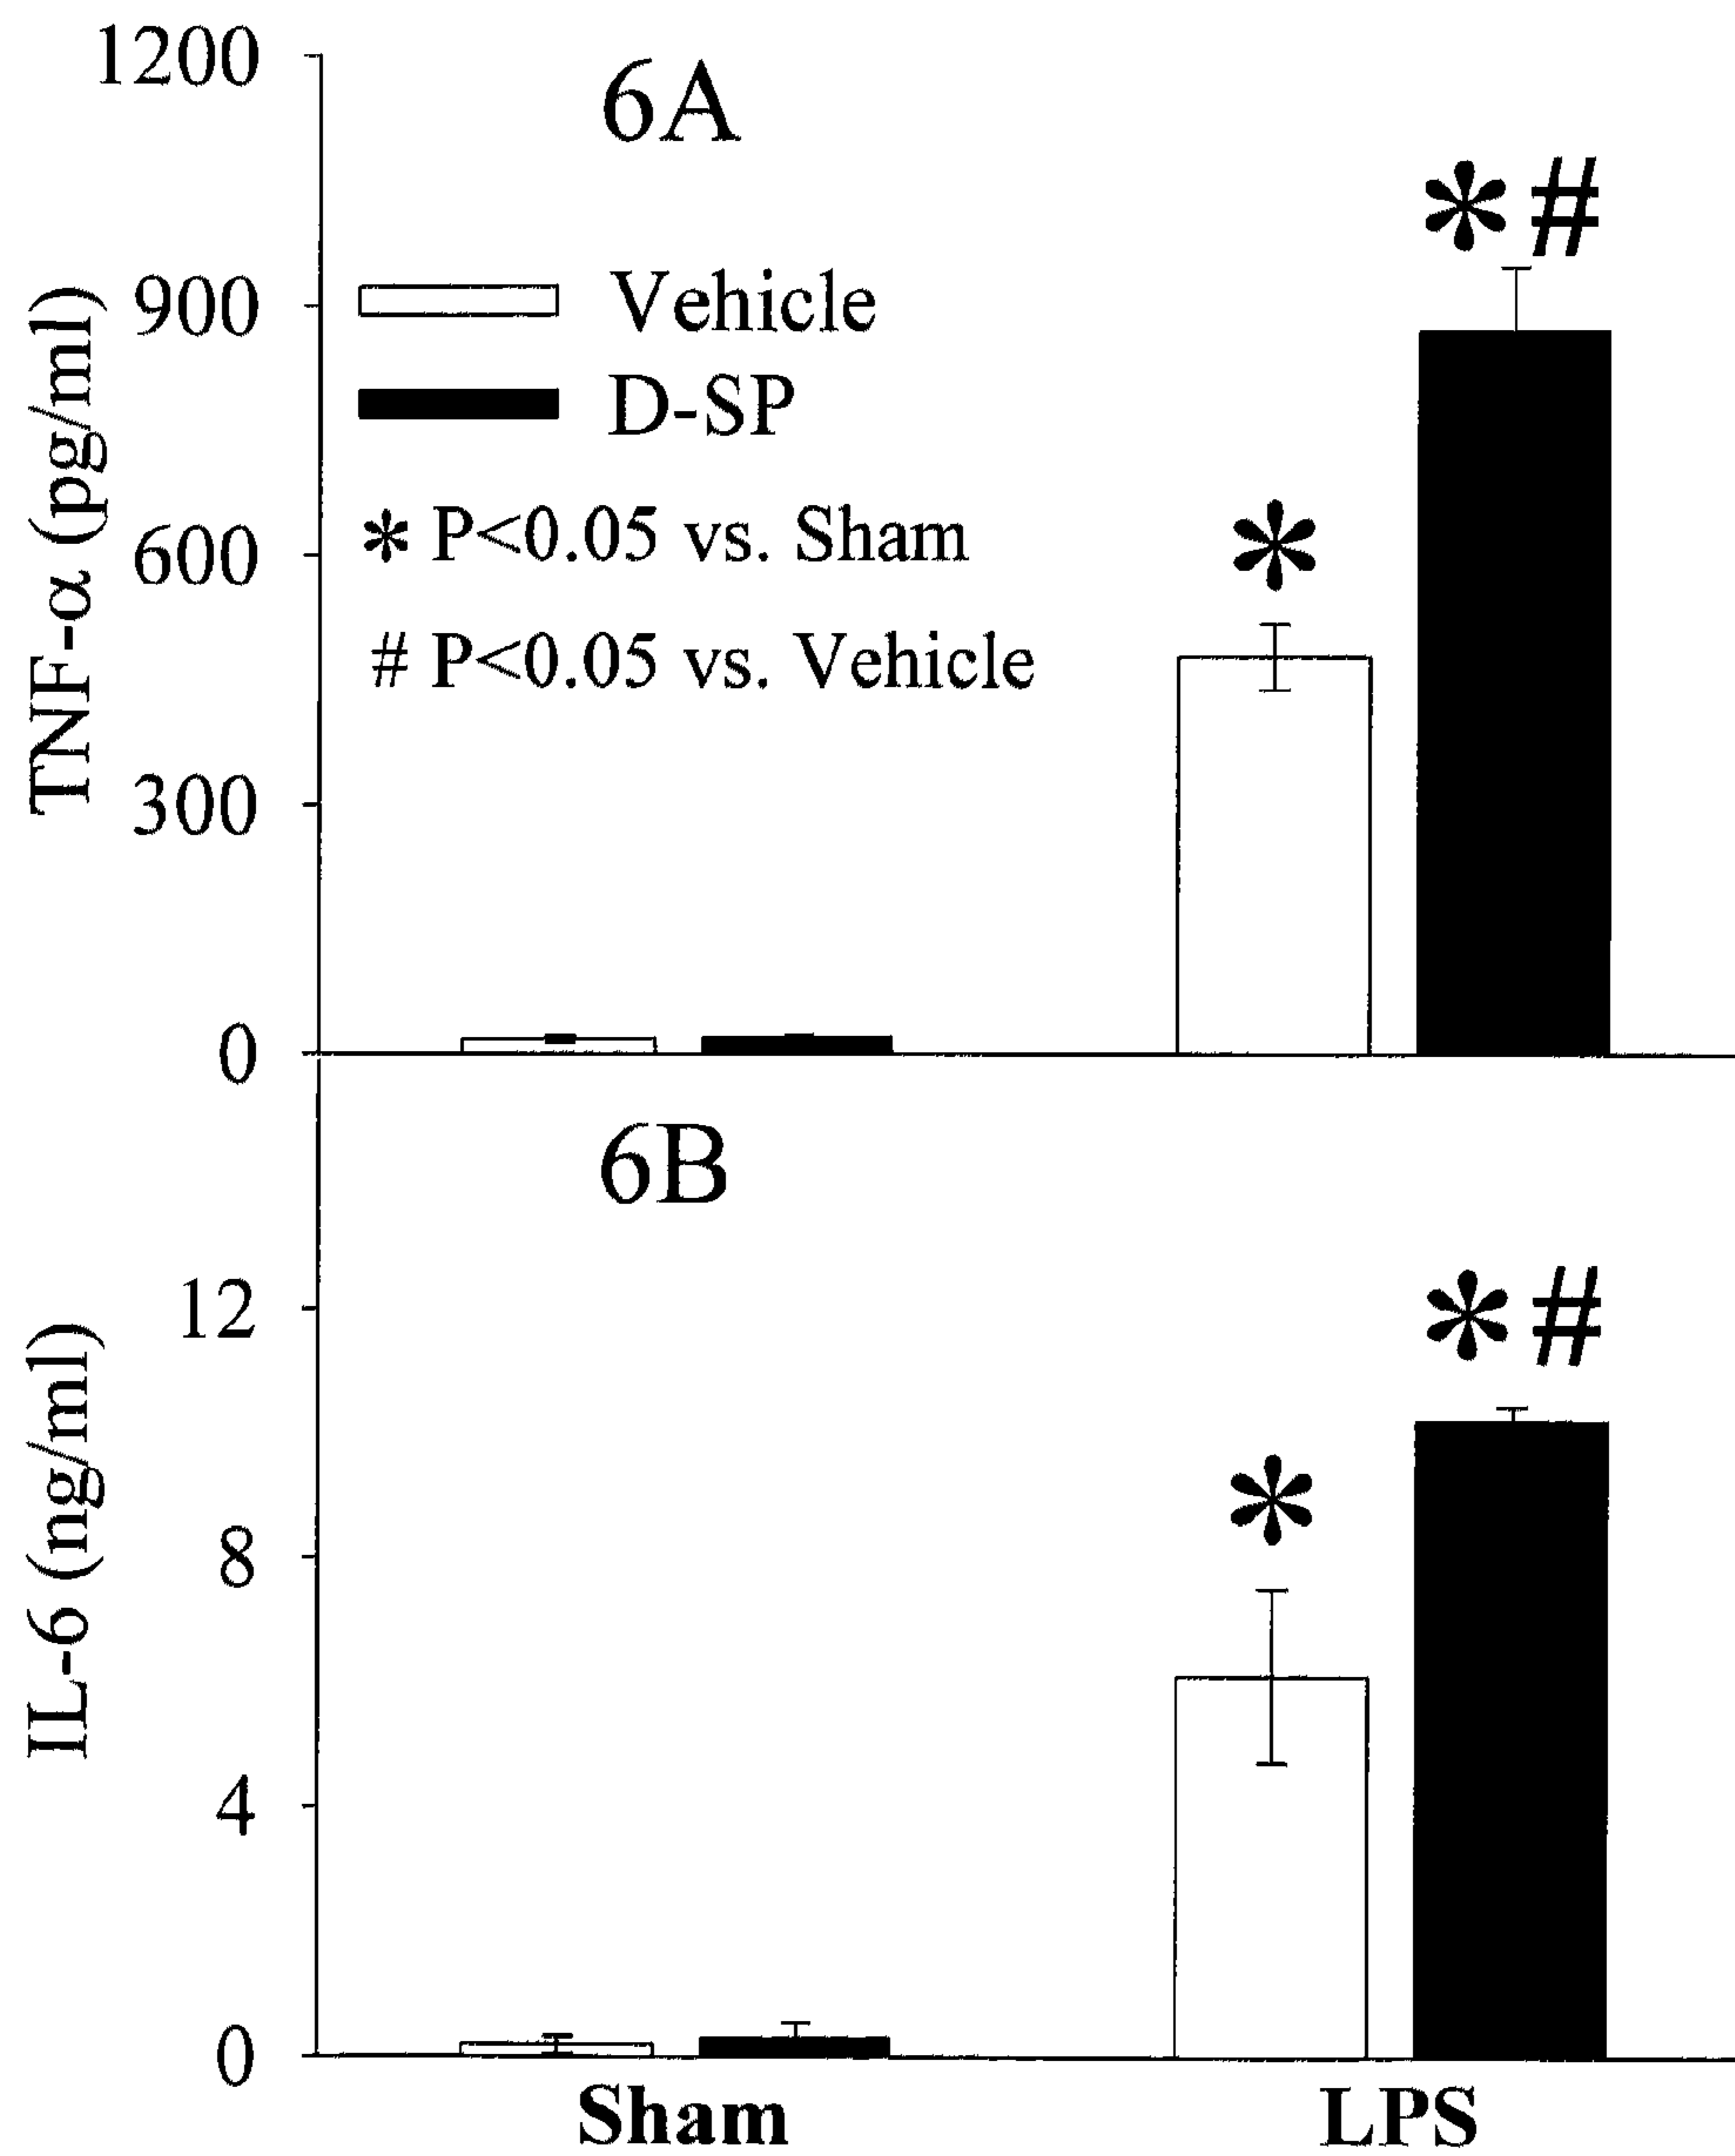 1200
6A
*#
TNF-α (pg/ml)
900
Vehicle
D-SP
600
* P<0.05 vs. Sham
*
# P<0.05 vs. Vehicle
300
0
6B
12
*#
IL-6 (ng/ml)
*
8
4
0
Sham
LPS